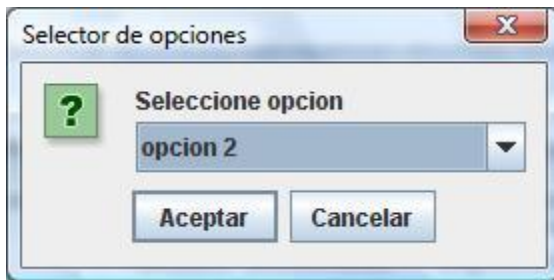 Selector de opciones
Seleccione opcion
opcion 2
Aceptar Cancelar